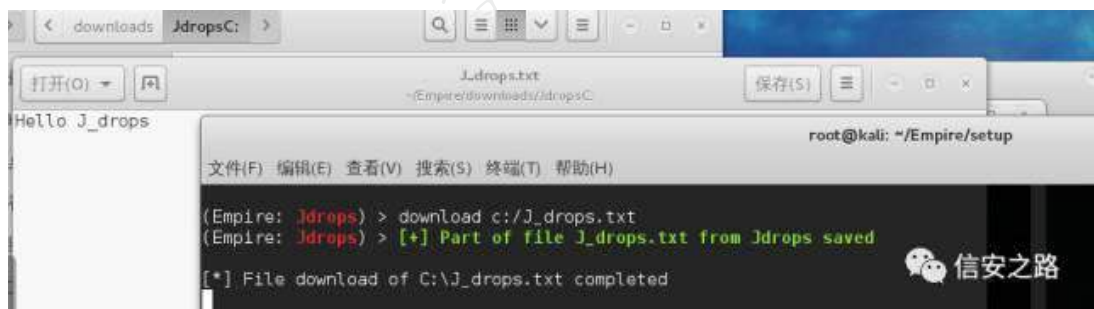 downloads JdropsC:
打开(O)
J_drops.txt
~/Empire/downloads/JdropsC:
保存(S)
Hello J_drops
root@kali: ~/Empire/setup
文件(F) 编辑(E) 查看(V) 搜索(S) 终端(T) 帮助(H)
(Empire: Jdrops) > download c:/J_drops.txt
(Empire: Jdrops) > [+] Part of file J_drops.txt from Jdrops saved
[*] File download of C:\J_drops.txt completed
信安之路